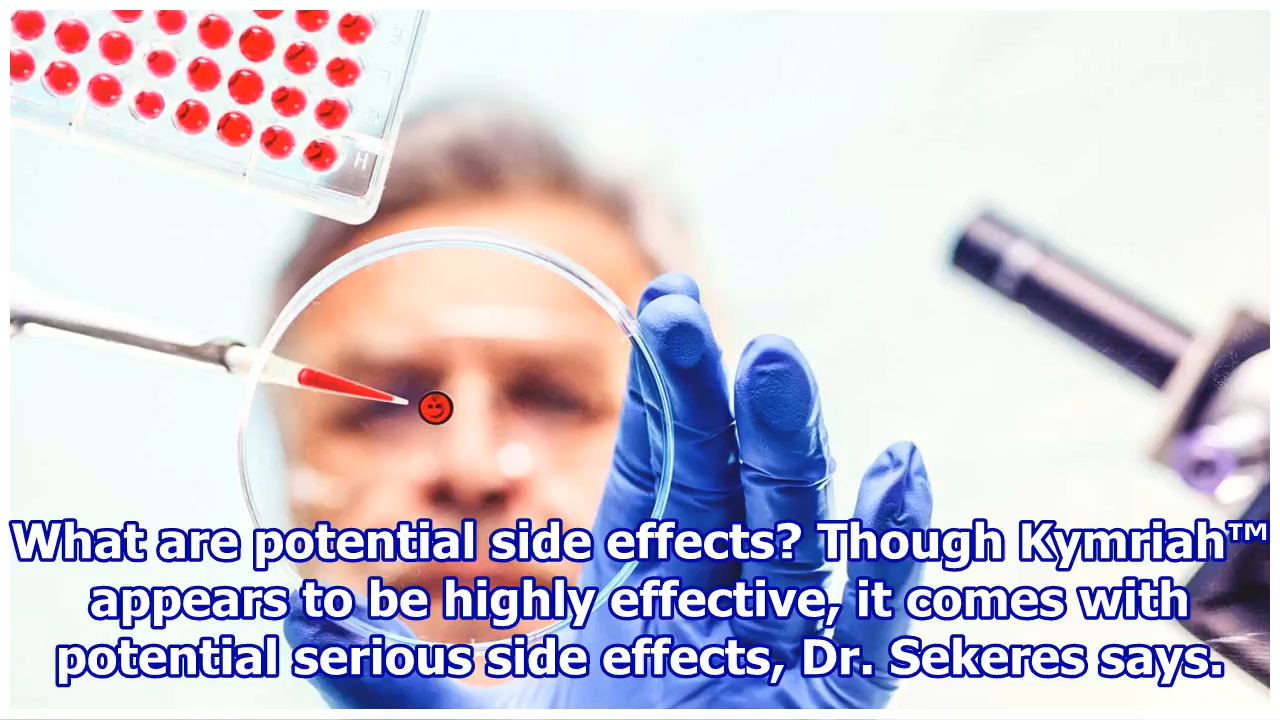 H
What are potential side effects? Though Kymriah™
appears to be highly effective, it comes with
potential serious side effects, Dr. Sekeres says.